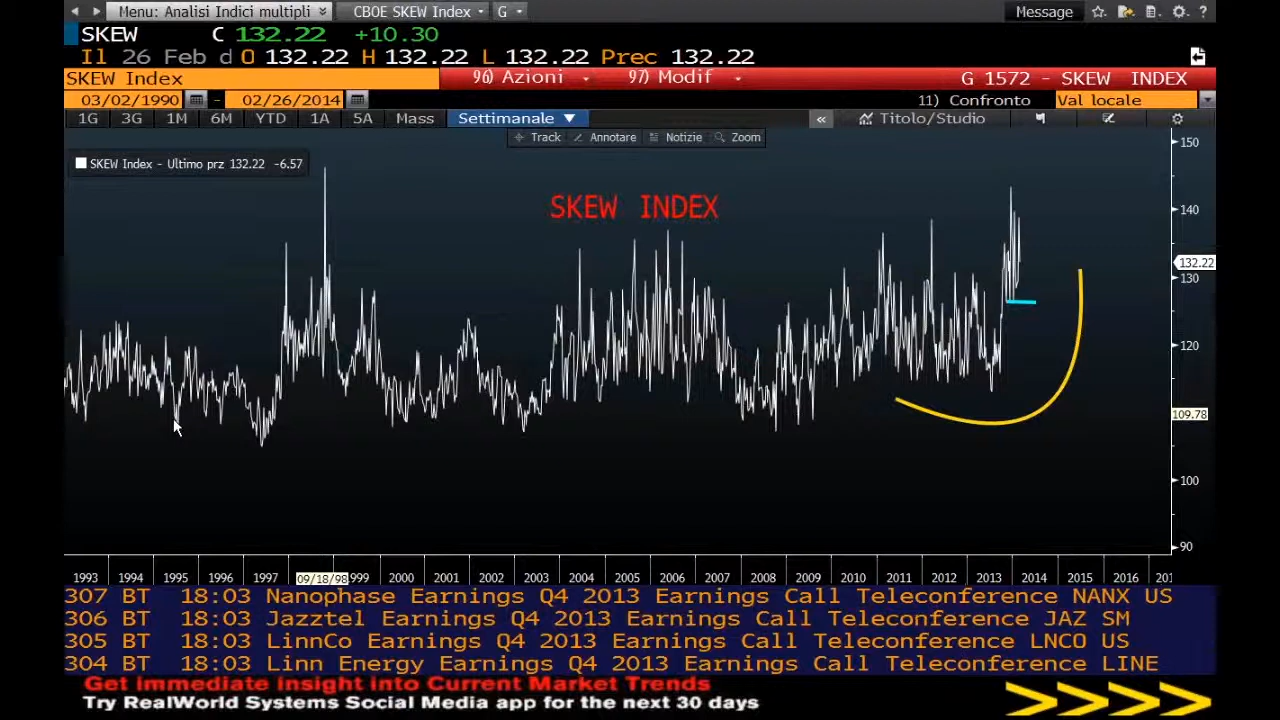 Menu: Analisi Indici multipli CBOE SKEW Index G Message ?
SKEW C 132.22 +10.30
Il 26 Feb d O 132.22 H 132.22 L 132.22 Prec 132.22
SKEW Index 96) Azioni 97) Modif G 1572 - SKEW INDEX
03/02/1990 - 02/26/2014 11) Confronto Val locale
1G 3G 1M 6M YTD 1A 5A Mass Settimanale ▼ « Titolo/Studio
Track Annotare Notizie Zoom
150
SKEW Index - Ultimo prz 132.22 -6.57
SKEW INDEX
140
132.22
130
120
109.78
100
90
1993 1994 1995 1996 1997 09/18/98 999 2000 2001 2002 2003 2004 2005 2006 2007 2008 2009 2010 2011 2012 2013 2014 2015 2016 201
307 BT 18:03 Nanophase Earnings Q4 2013 Earnings Call Teleconference NANX US
306 BT 18:03 Jazztel Earnings Q4 2013 Earnings Call Teleconference JAZ SM
305 BT 18:03 LinnCo Earnings Q4 2013 Earnings Call Teleconference LNCO US
304 BT 18:03 Linn Energy Earnings Q4 2013 Earnings Call Teleconference LINE
Get Immediate Insight into Current Market Trends
Try RealWorld Systems Social Media app for the next 30 days